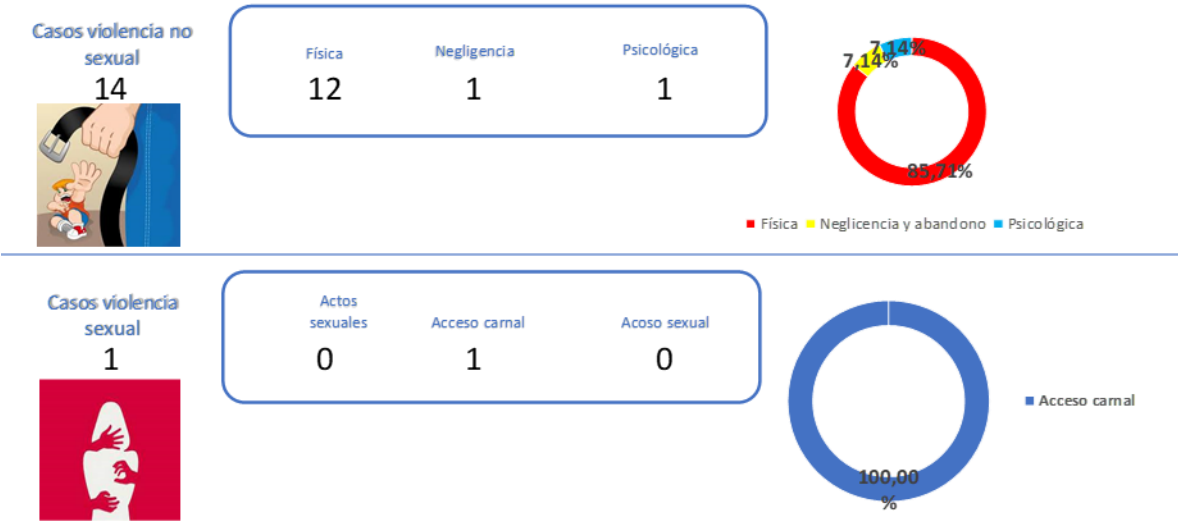 Casos violencia no
sexual
14
Física
Negligencia
Psicológica
12
1
1
7,14%
7,14%
85,71%
Física
Neglicencia y abandono
Psicológica
Casos violencia
sexual
1
Actos
sexuales
Acceso carnal
Acoso sexual
0
1
0
100,00
%
Acceso carnal